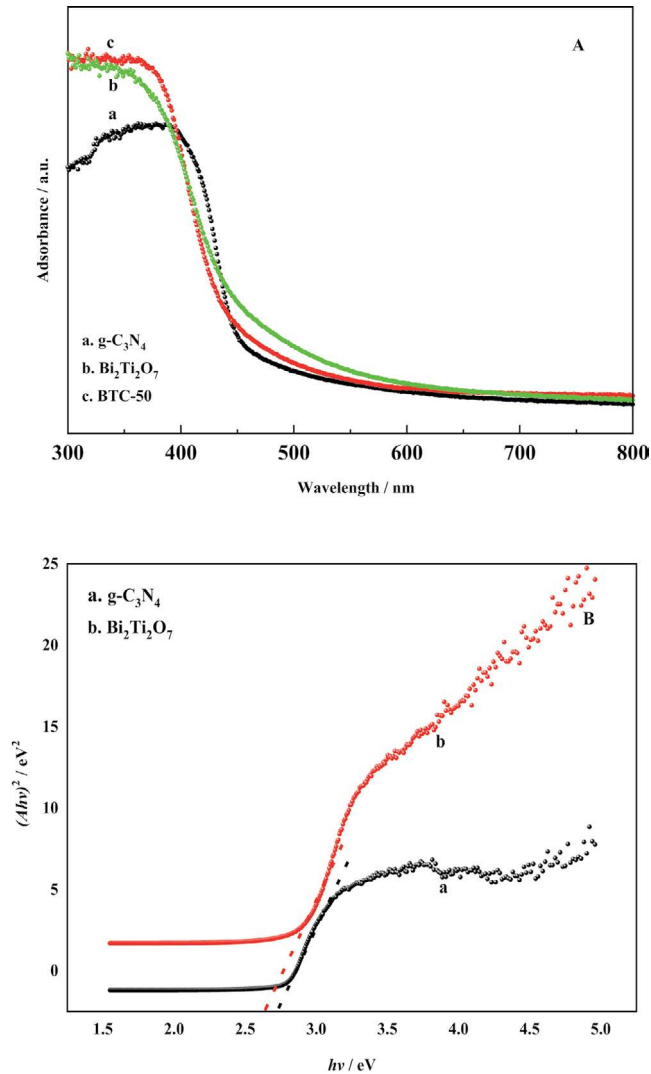 c
A
b
a
Adsorbance / a.u.
a. g-C₃N₄
b. Bi₂Ti₂O₇
c. BTC-50
300 400 500 600 700 800
Wavelength / nm
25
a. g-C₃N₄
b. Bi₂Ti₂O₇
B
20
15
b
(Ahν)² / eV²
10
5
a
0
1.5 2.0 2.5 3.0 3.5 4.0 4.5 5.0
hν / eV